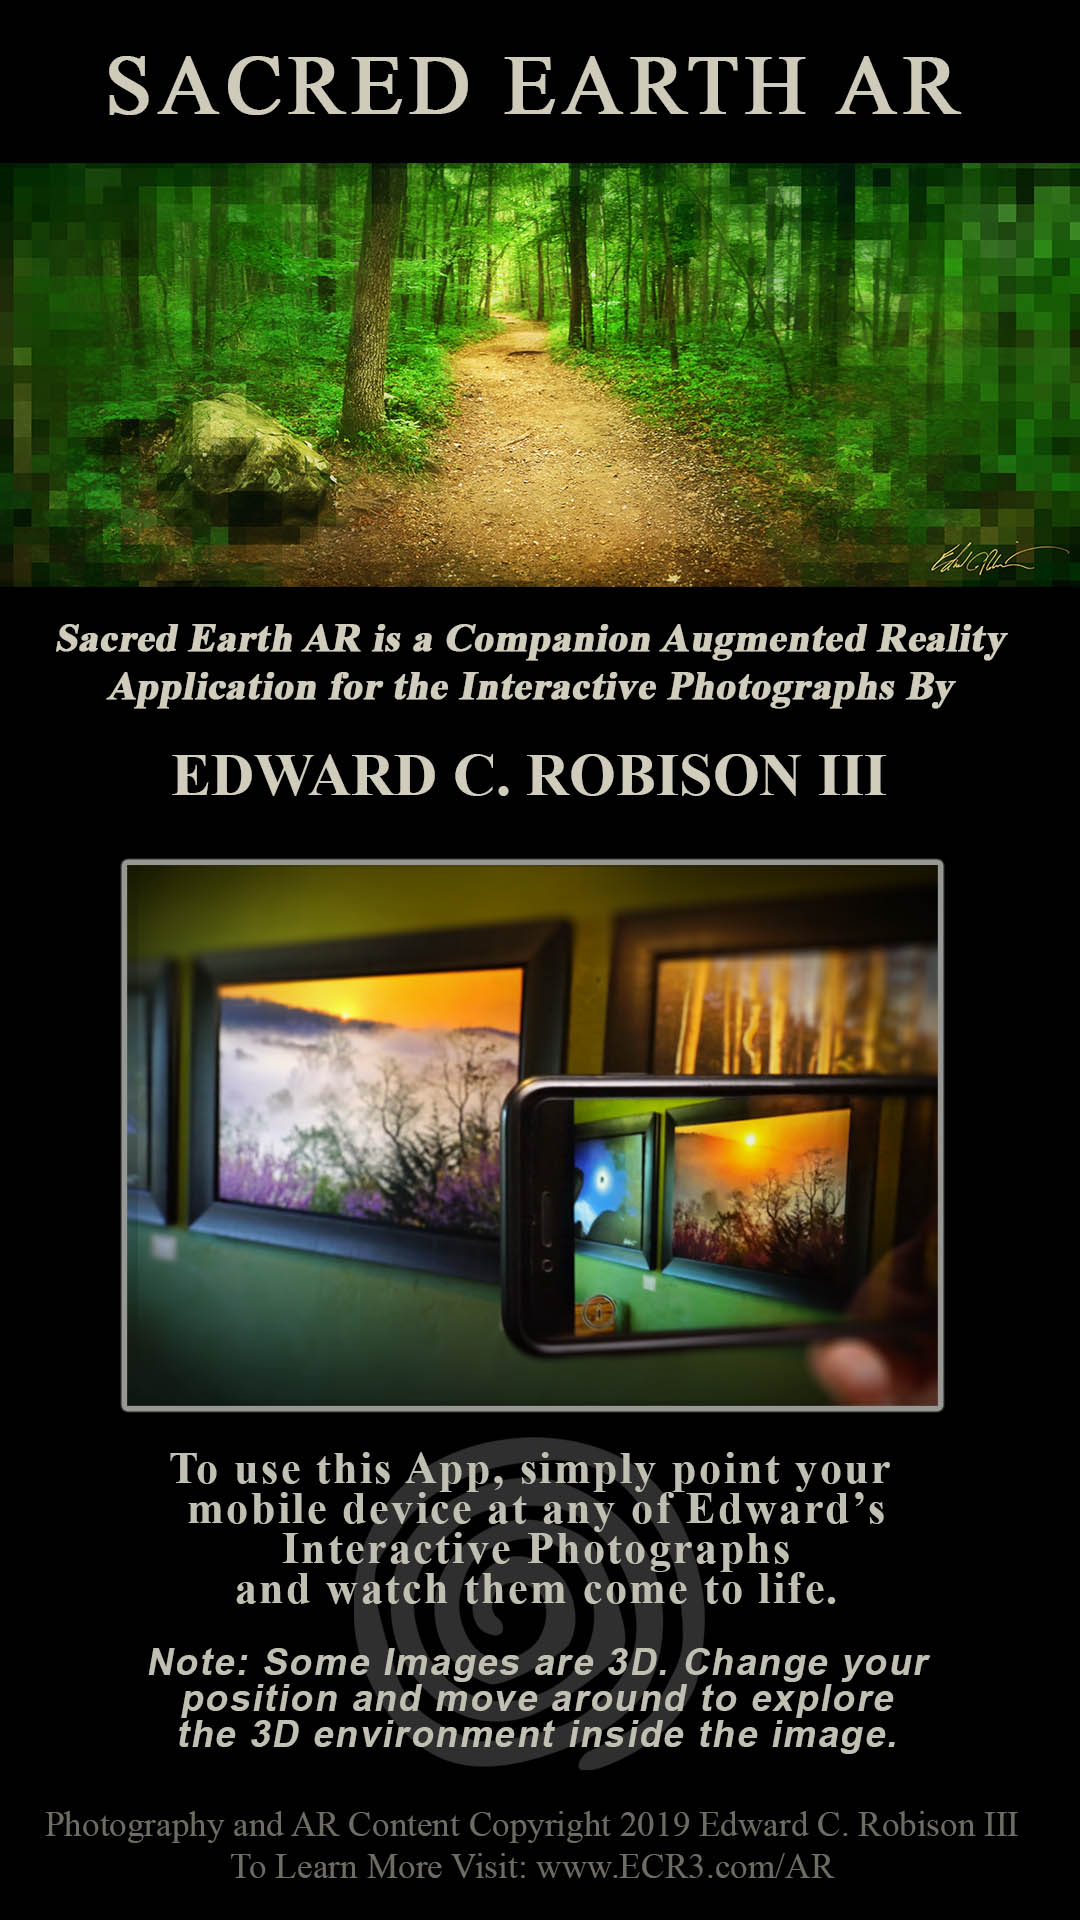 SACRED EARTH AR
Sacred Earth AR is a Companion Augmented Reality
Application for the Interactive Photographs By
EDWARD C. ROBISON III
To use this App, simply point your
mobile device at any of Edward's
Interactive Photographs
and watch them come to life.
Note: Some Images are 3D. Change your
position and move around to explore
the 3D environment inside the image.
Photography and AR Content Copyright 2019 Edward C. Robison III
To Learn More Visit: www.ECR3.com/AR